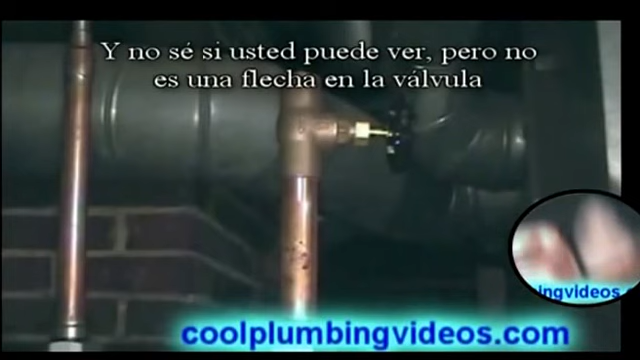 Y no sé si usted puede ver, pero no
es una flecha en la válvula
ingvideos.c
coolplumbingvideos.com